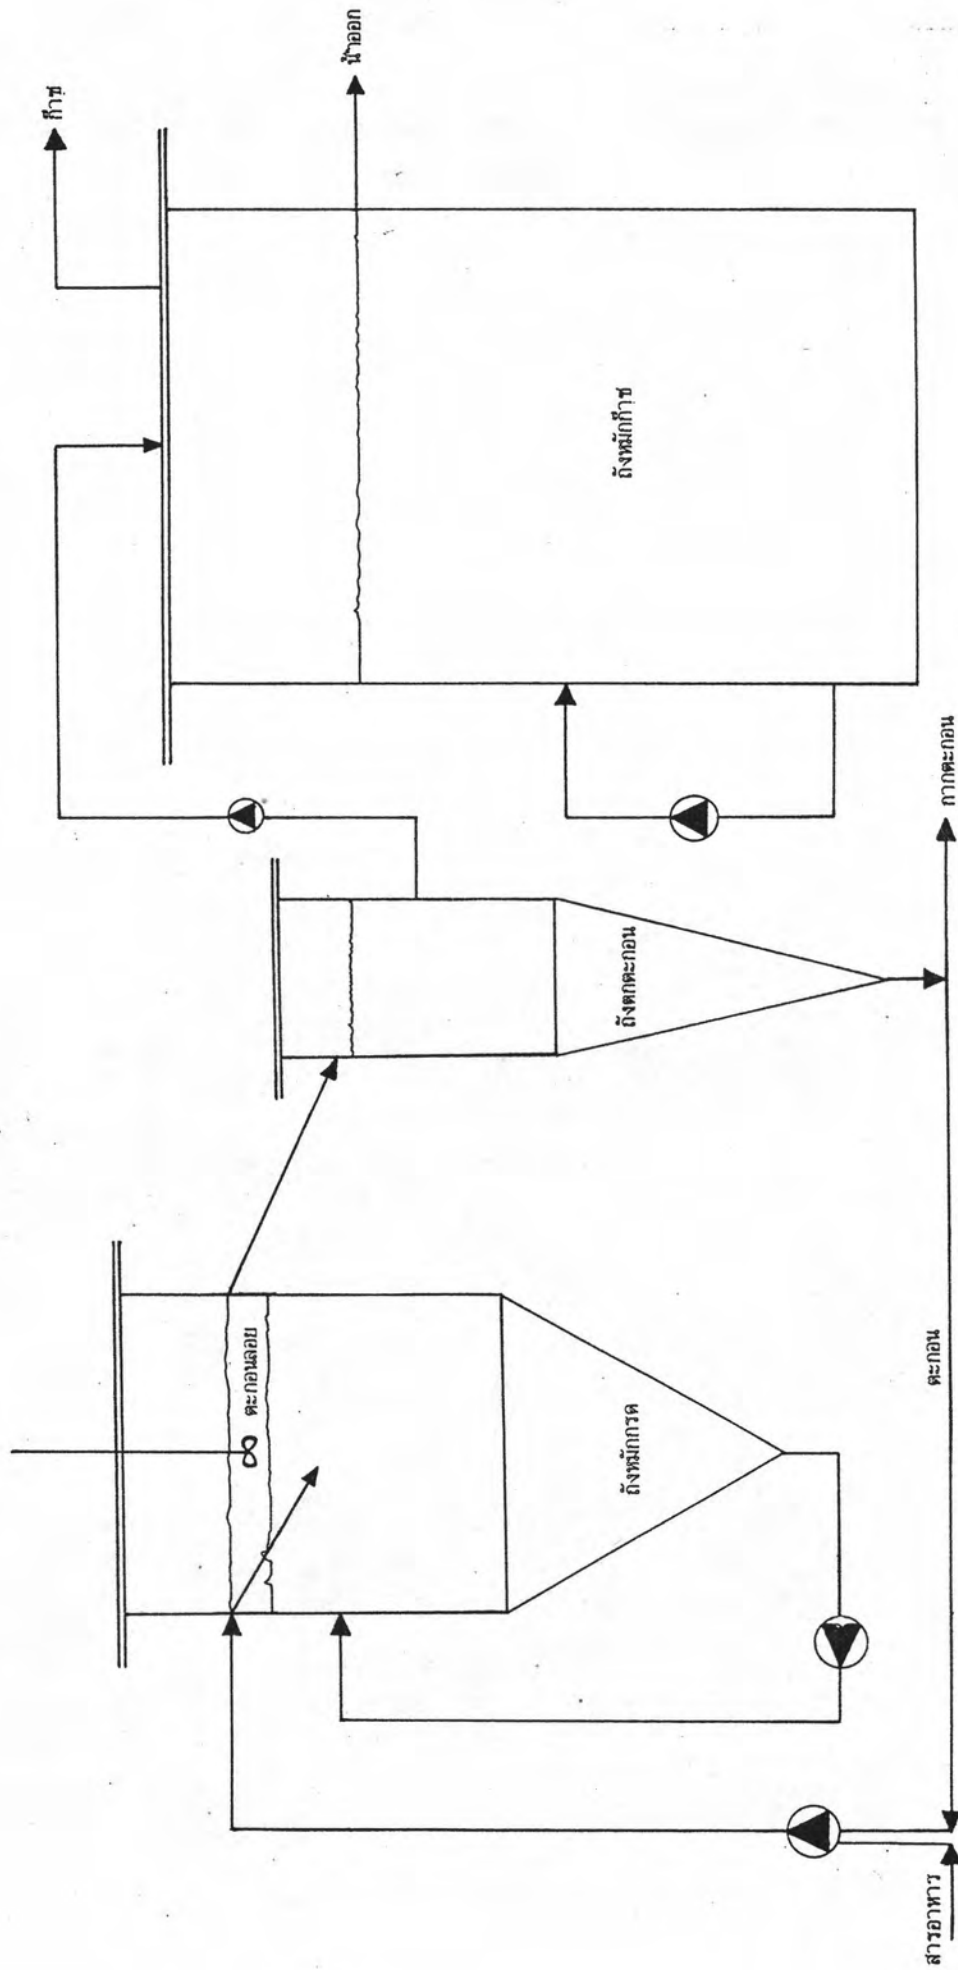 ก๊าซ
น้ำออก
ตะกอนลอย
ถังหมักกรด
ถังตกตะกอน
ถังหมักก๊าซ
สารอาหาร
ตะกอน
กากตะกอน